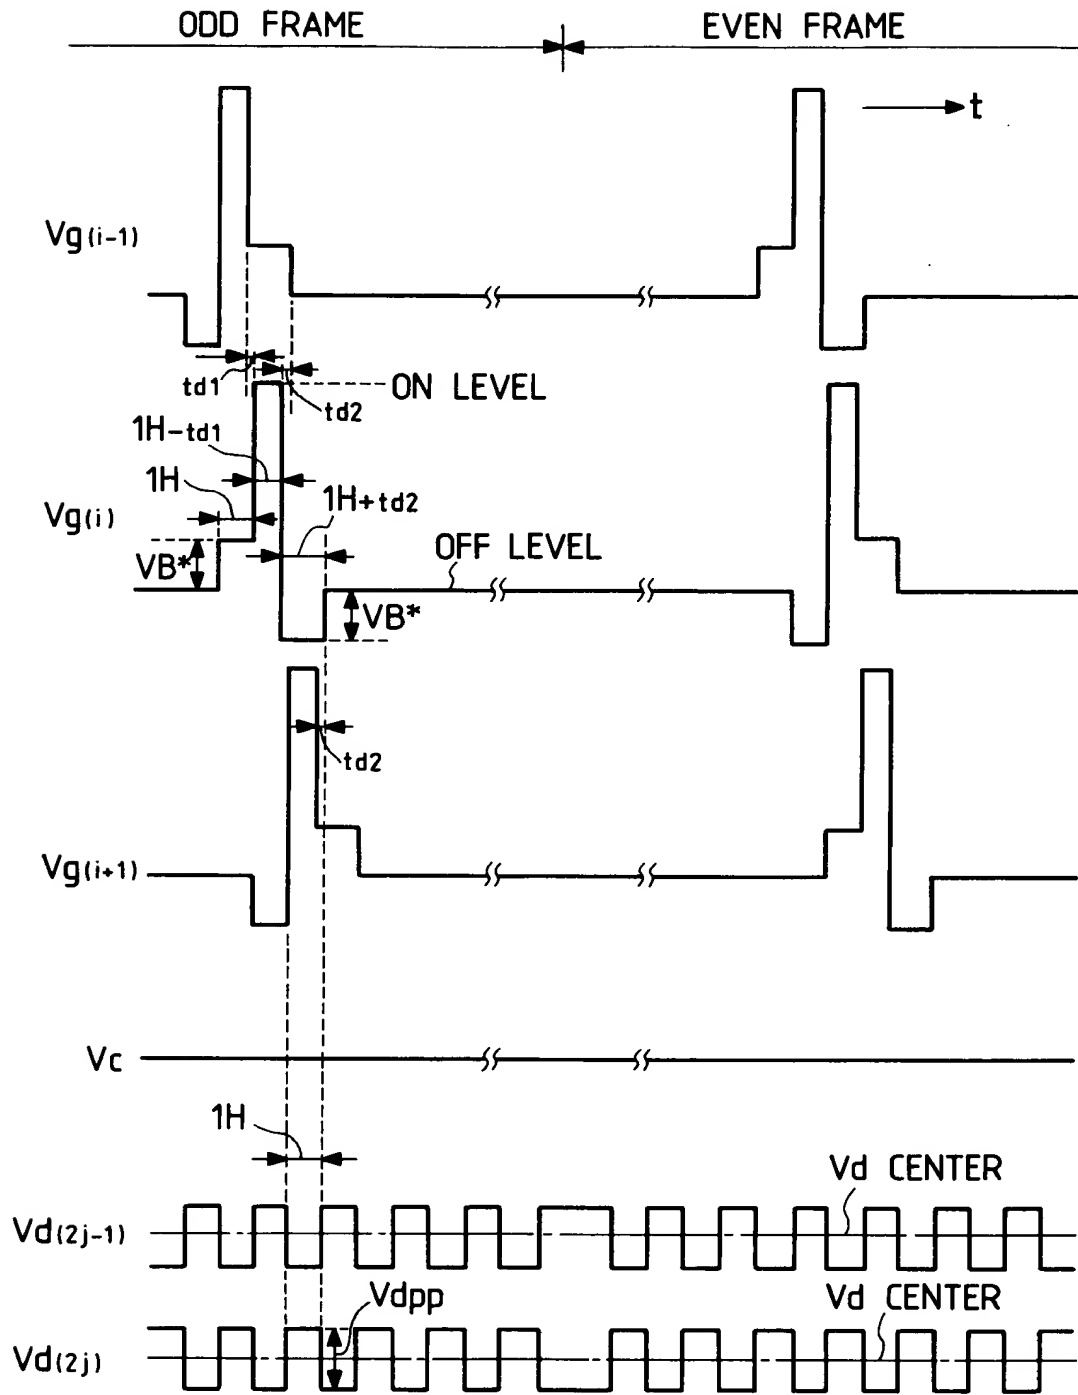 ODD FRAME
EVEN FRAME
t
Vg(i-1)
td1
td2
ON LEVEL
1H-td1
1H
1H+td2
Vg(i)
VB*
OFF LEVEL
VB*
td2
Vg(i+1)
Vc
1H
Vd CENTER
Vd(2j-1)
Vdpp
Vd CENTER
Vd(2j)